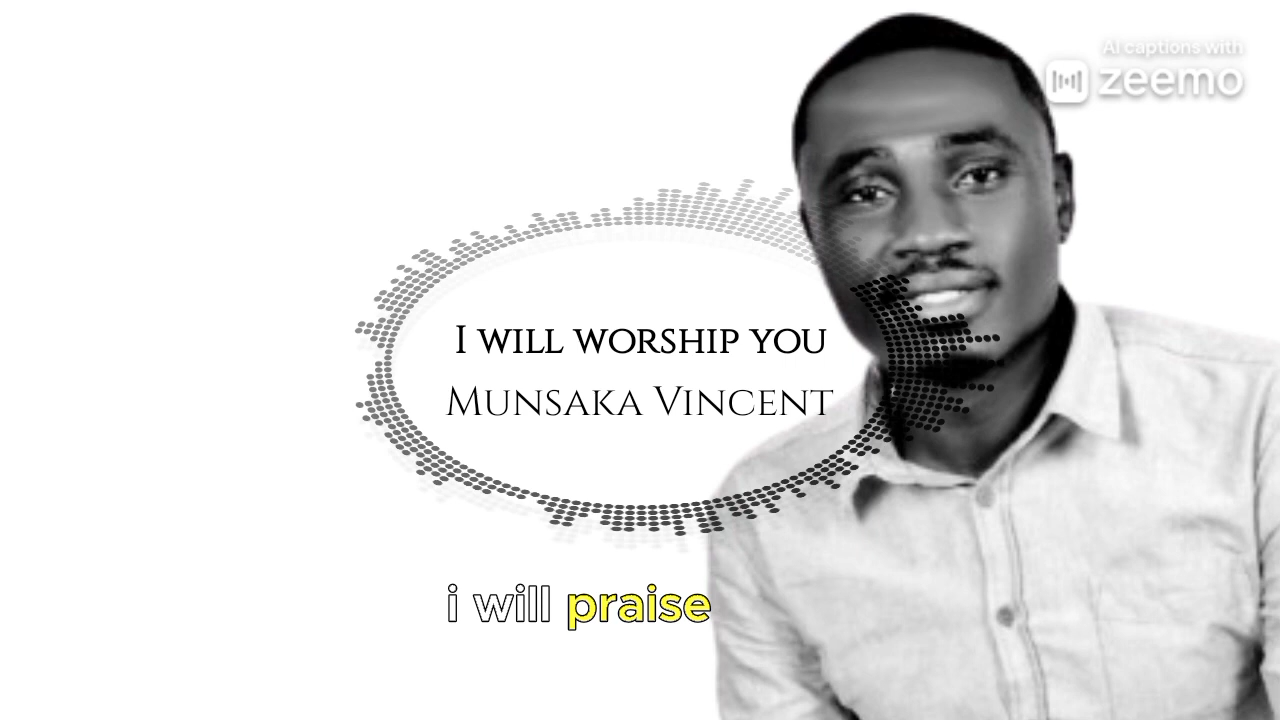 AI captions with
zeemo
I WILL WORSHIP YOU
MUNSAKA VINCENT
i will praise